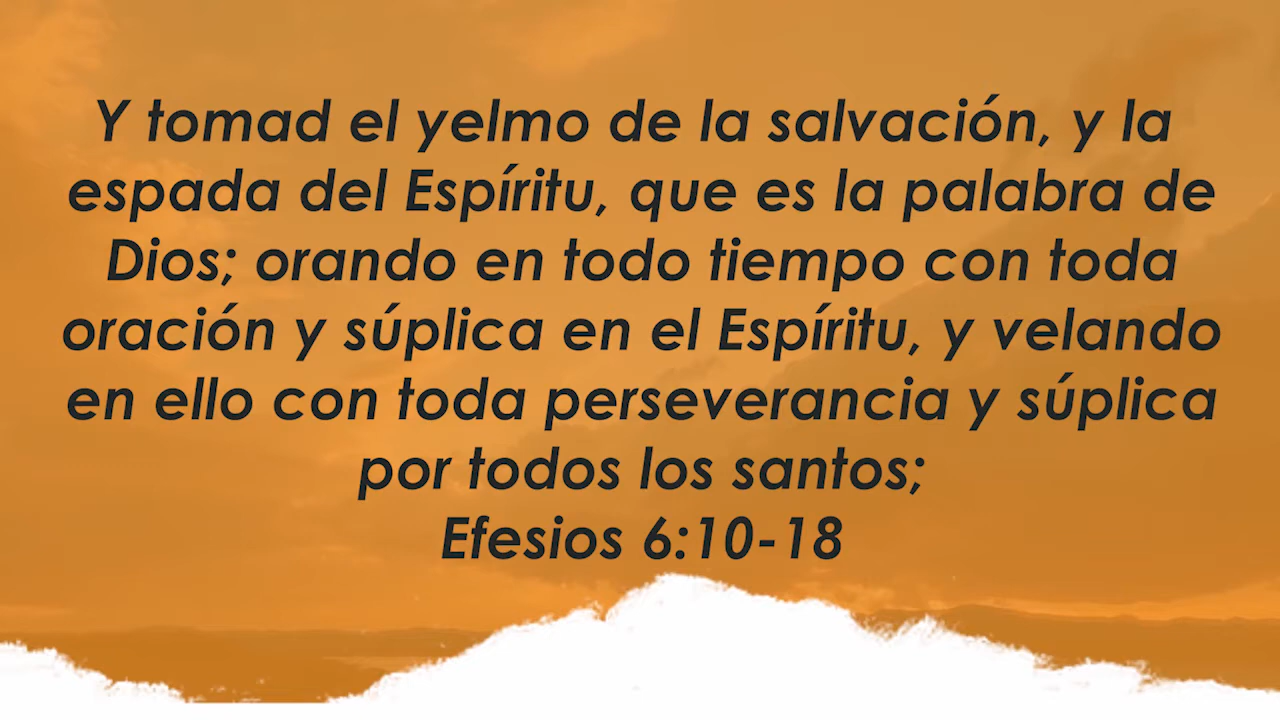 Y tomad el yelmo de la salvación, y la
espada del Espíritu, que es la palabra de
Dios; orando en todo tiempo con toda
oración y súplica en el Espíritu, y velando
en ello con toda perseverancia y súplica
por todos los santos;
Efesios 6:10-18